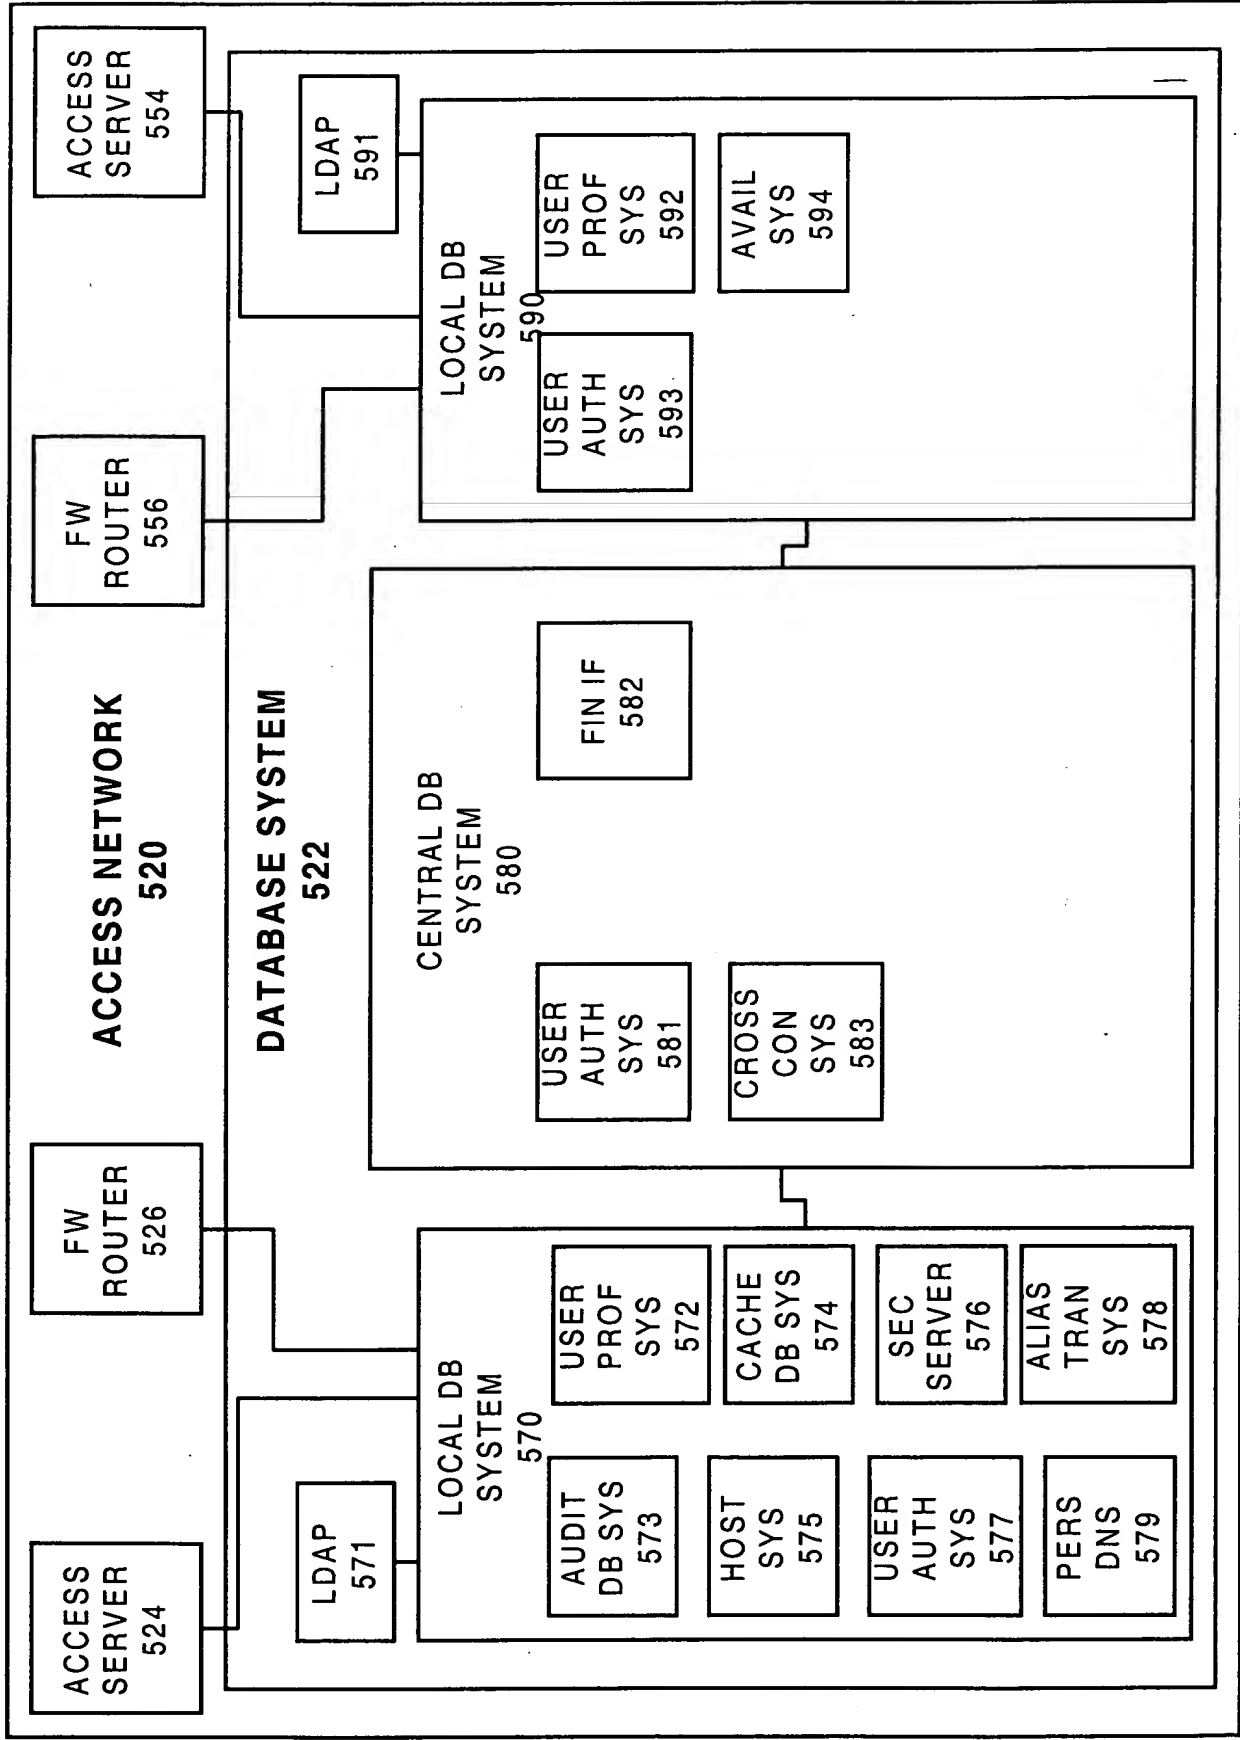 ACCESS
SERVER
524
FW
ROUTER
526
ACCESS NETWORK
520
FW
ROUTER
556
ACCESS
SERVER
554
DATABASE SYSTEM
522
LDAP
571
LOCAL DB
SYSTEM
570
AUDIT
DB SYS
573
USER
PROF
SYS
572
HOST
SYS
575
CACHE
DB SYS
574
USER
AUTH
SYS
577
SEC
SERVER
576
PERS
DNS
579
ALIAS
TRAN
SYS
578
CENTRAL DB
SYSTEM
580
USER
AUTH
SYS
581
FIN IF
582
CROSS
CON
SYS
583
LDAP
591
LOCAL DB
SYSTEM
590
USER
AUTH
SYS
593
USER
PROF
SYS
592
AVAIL
SYS
594